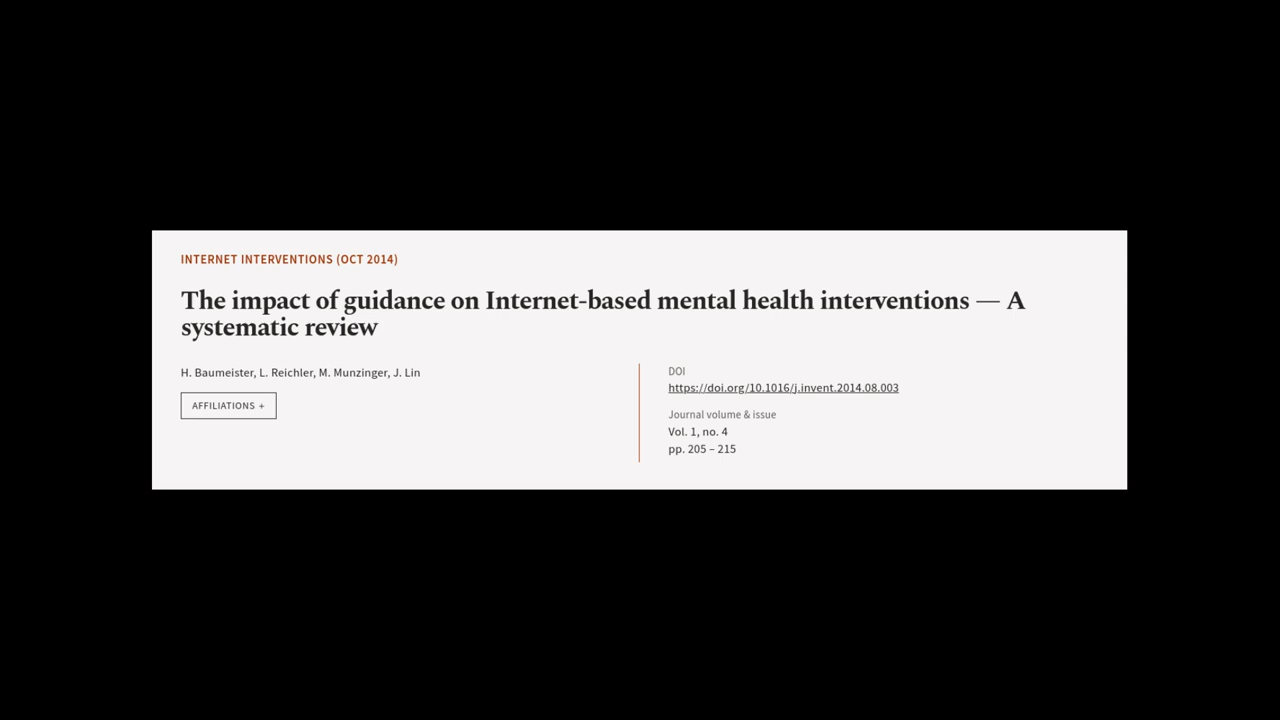 INTERNET INTERVENTIONS (OCT 2014)
The impact of guidance on Internet-based mental health interventions — A
systematic review
H. Baumeister, L. Reichler, M. Munzinger, J. Lin
AFFILIATIONS +
DOI
https://doi.org/10.1016/j.invent.2014.08.003
Journal volume & issue
Vol. 1, no. 4
pp. 205 – 215